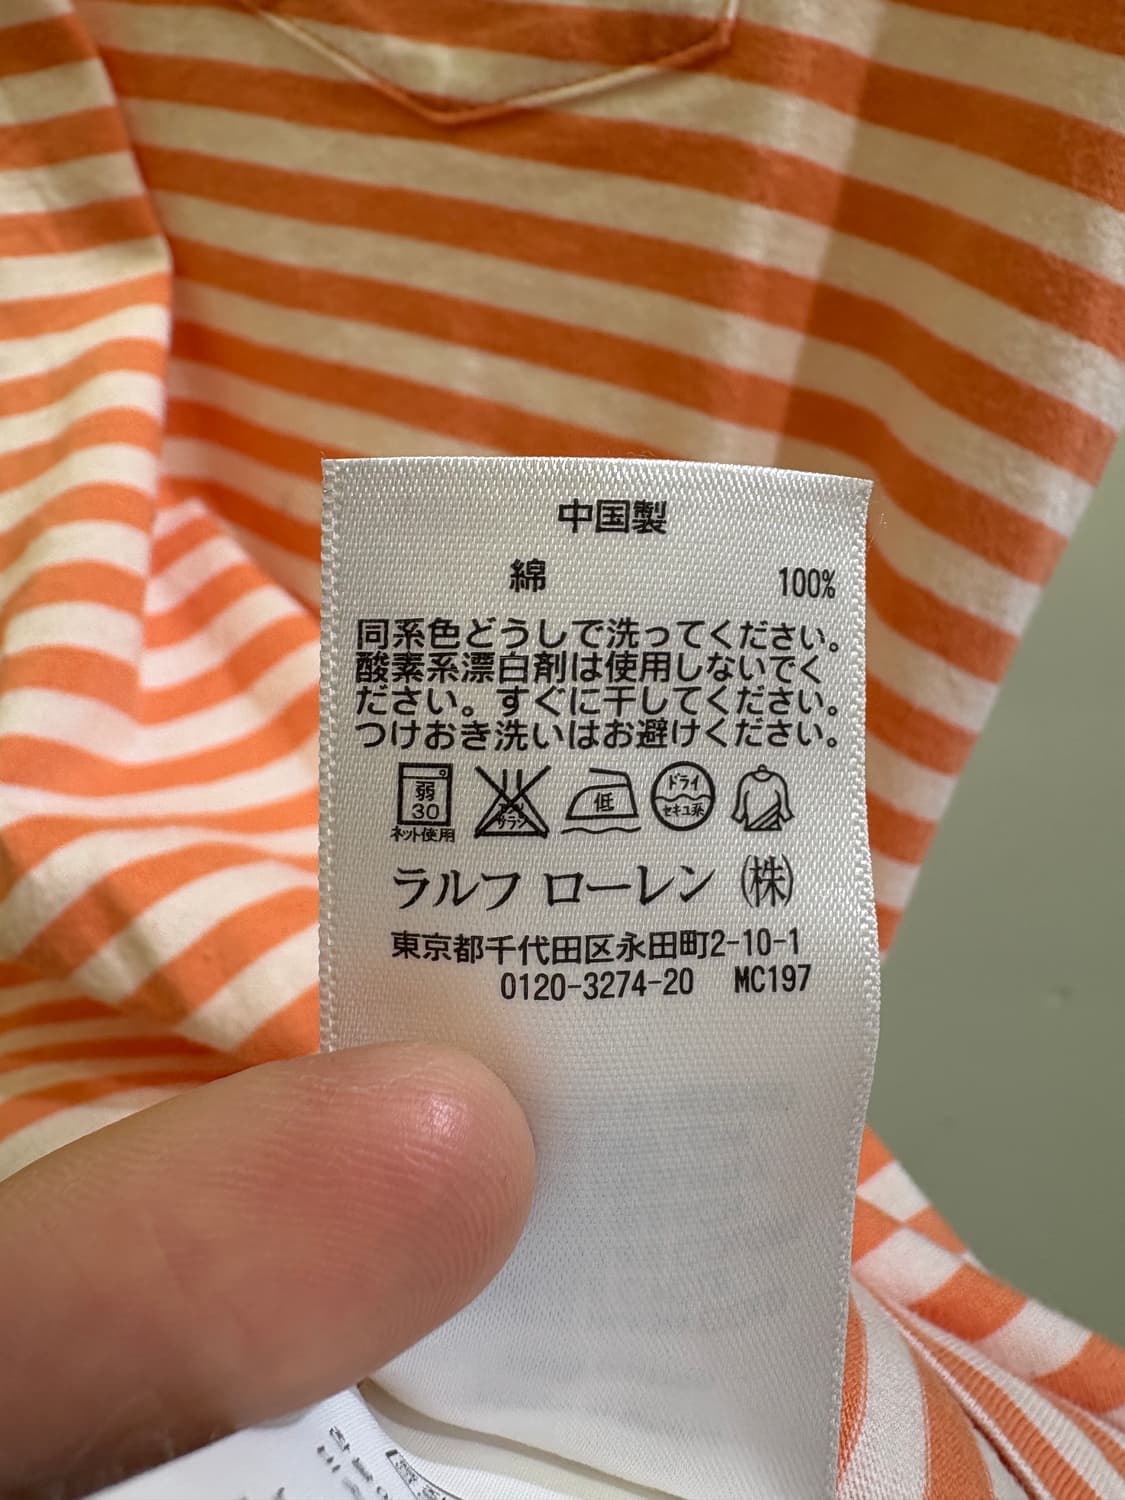 中国製
綿 100%
同系色どうしで洗ってください。
酸素系漂白剤は使用しないでく
ださい。すぐに干してください。
つけおき洗いはお避けください。
弱
30
ネット使用
エンソ
サラシ
低
ドライ
セキユ系
ラルフ ローレン ㈱
東京都千代田区永田町2-10-1
0120-3274-20 MC197